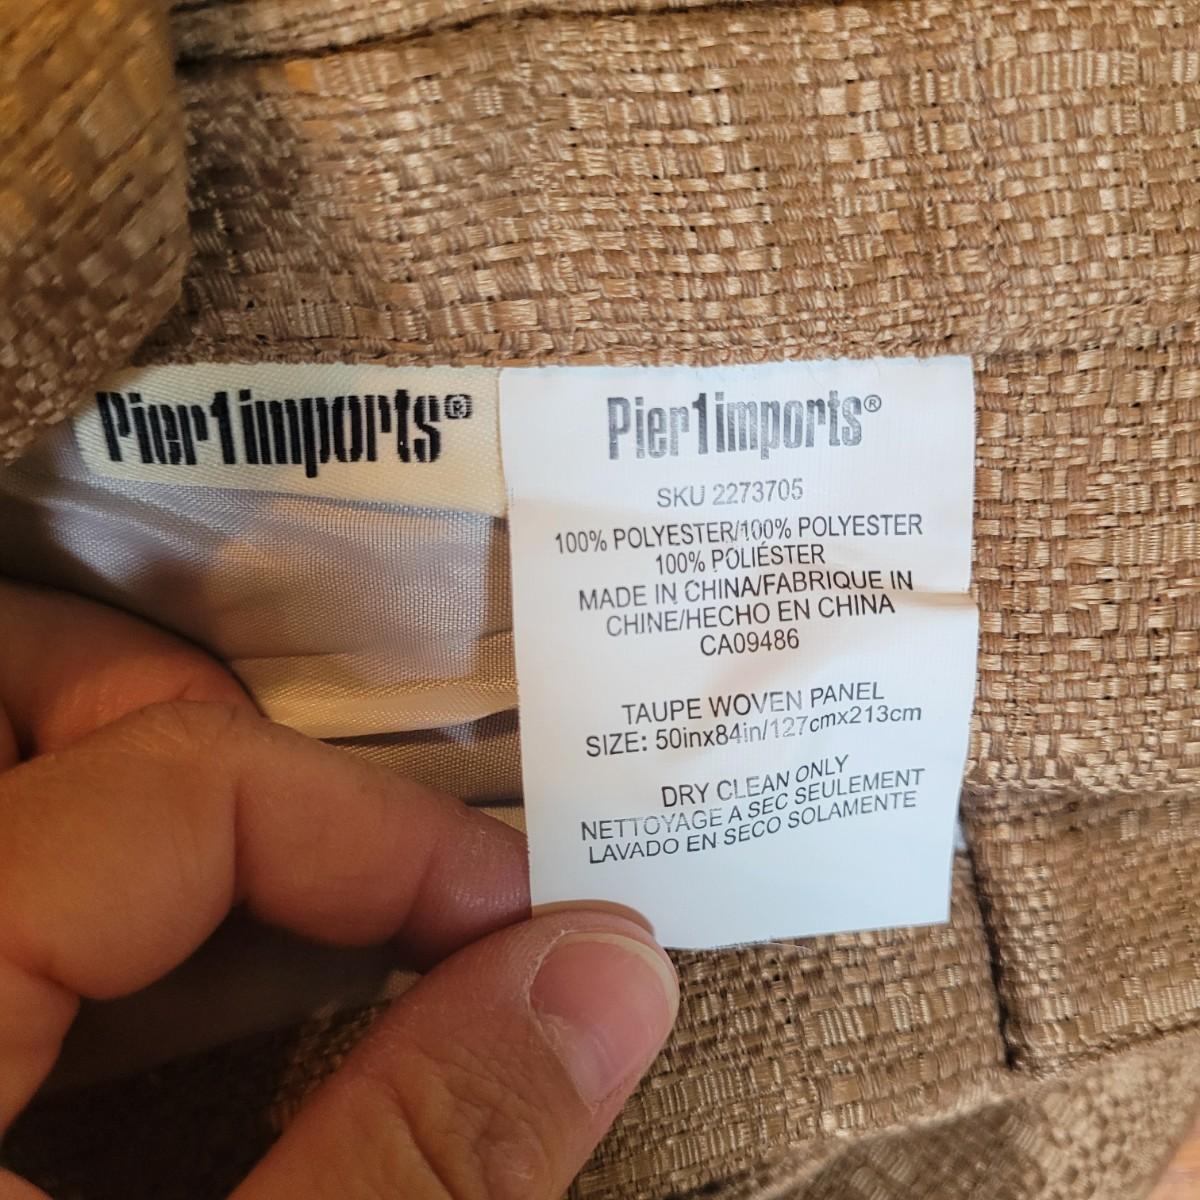 Pier1imports®
Pier1imports®
SKU 2273705
100% POLYESTER/100% POLYESTER
100% POLIÉSTER
MADE IN CHINA/FABRIQUE IN
CHINE/HECHO EN CHINA
CA09486
TAUPE WOVEN PANEL
SIZE: 50inx84in/127cmx213cm
DRY CLEAN ONLY
NETTOYAGE A SEC SEULEMENT
LAVADO EN SECO SOLAMENTE